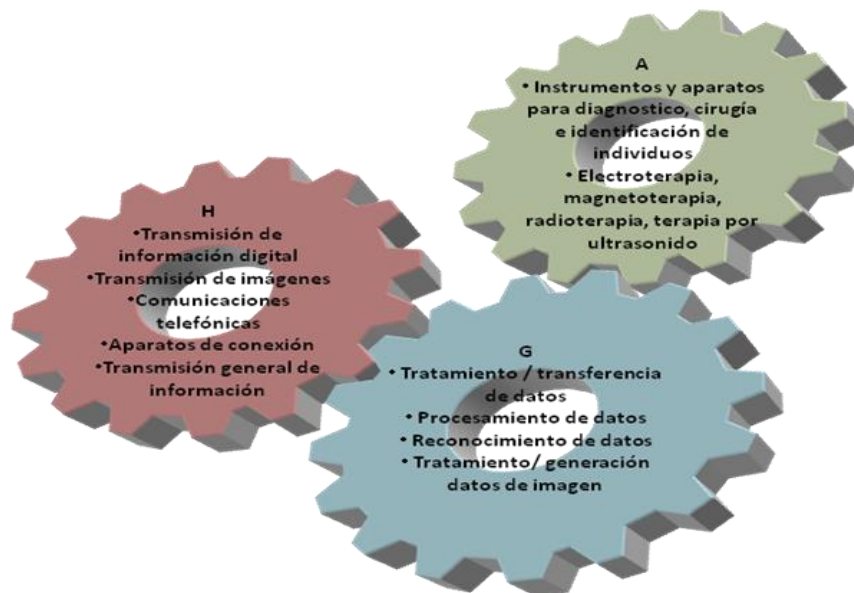 A
• Instrumentos y aparatos
para diagnostico, cirugía
e identificación de
individuos
• Electroterapia,
magnetoterapia,
radioterapia, terapia por
ultrasonido
H
•Transmisión de
información digital
•Transmisión de imágenes
•Comunicaciones
telefónicas
•Aparatos de conexión
•Transmisión general de
información
G
• Tratamiento / transferencia
de datos
• Procesamiento de datos
• Reconocimiento de datos
• Tratamiento/ generación
datos de imagen